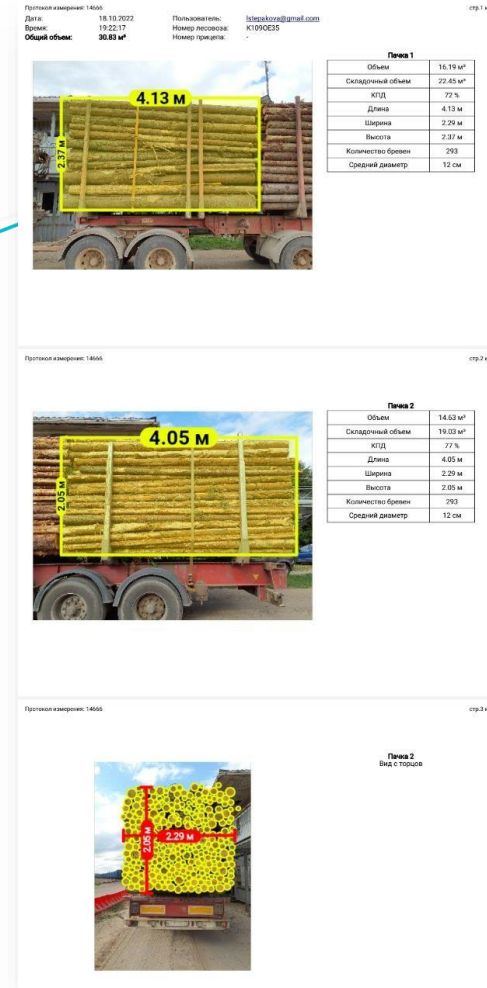 Протокол измерения: 14666
стр.1 и
Дата: 18.10.2022 Пользователь: lstepakova@gmail.com
Время: 19:22:17 Номер лесовоза: К109ОЕ35
Общий объем: 30.83 м³ Номер прицепа: -
Пачка 1
Объем 16.19 м³
Складочный объем 22.45 м³
КПД 72 %
Длина 4.13 м
Ширина 2.29 м
Высота 2.37 м
Количество бревен 293
Средний диаметр 12 см
4.13 м
2.37 м
Протокол измерения: 14666
стр.2 и
Пачка 2
Объем 14.63 м³
Складочный объем 19.03 м³
КПД 77 %
Длина 4.05 м
Ширина 2.29 м
Высота 2.05 м
Количество бревен 293
Средний диаметр 12 см
4.05 м
2.05 м
Протокол измерения: 14666
стр.3 и
Пачка 2
Вид с торцов
2.05 м
2.29 м